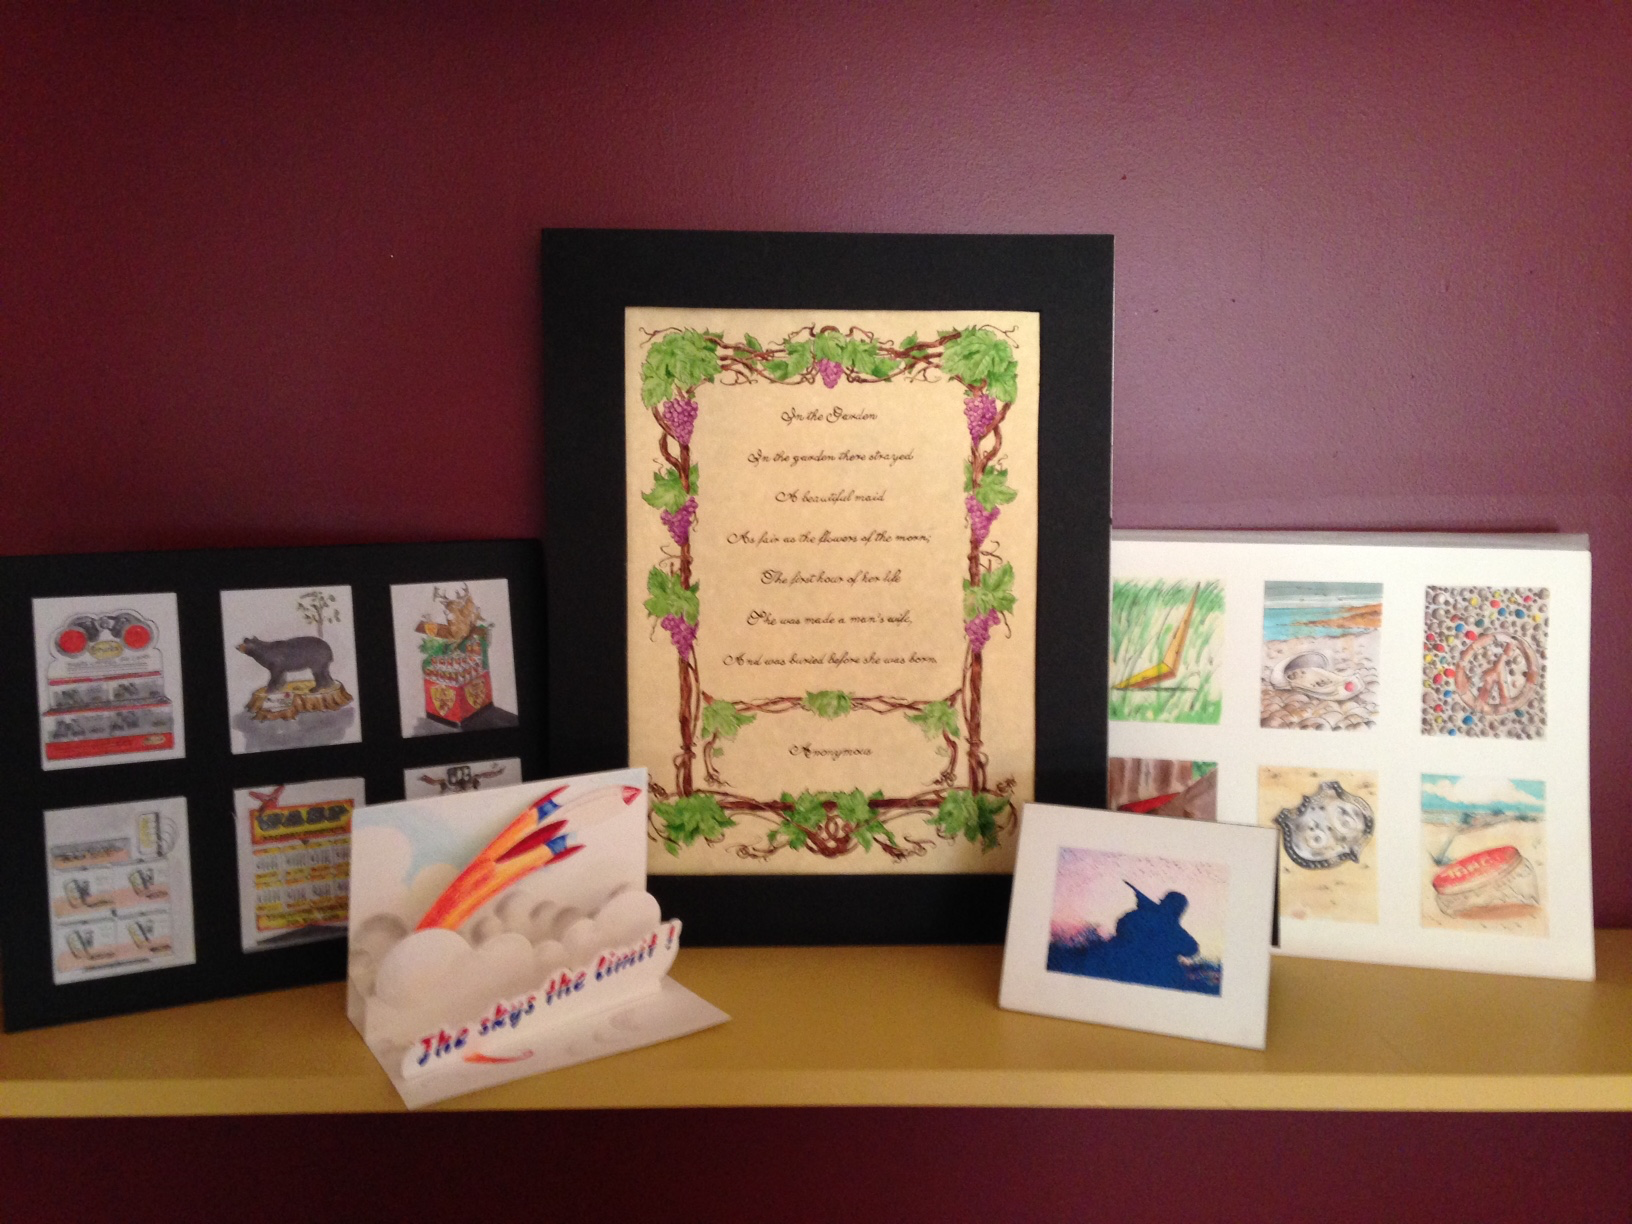 In the Garden
In the garden there strayed
A beautiful maid
As fair as the flowers of the morn;
The first hour of her life
She was made a man's wife,
And was buried before she was born.
Anonymous
The skys the limit!